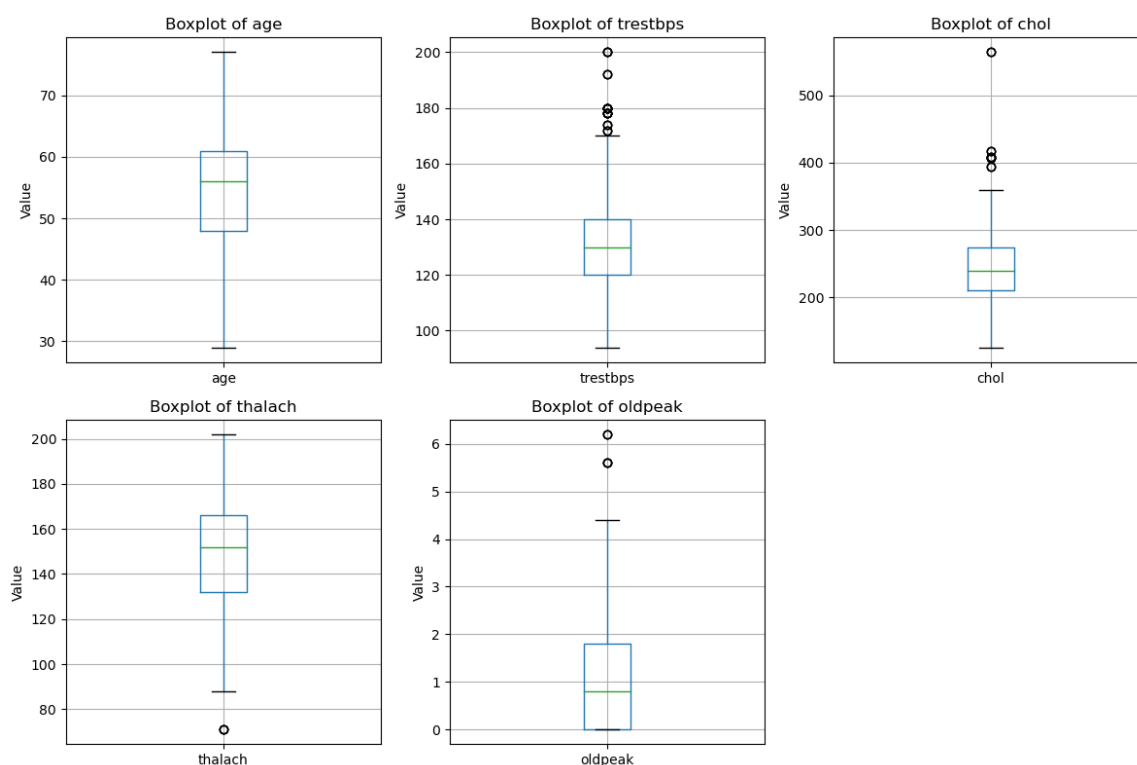 Boxplot of age
Value
70
60
50
40
30
age
Boxplot of trestbps
Value
200
180
160
140
120
100
trestbps
Boxplot of chol
Value
500
400
300
200
chol
Boxplot of thalach
Value
200
180
160
140
120
100
80
thalach
Boxplot of oldpeak
Value
6
5
4
3
2
1
0
oldpeak